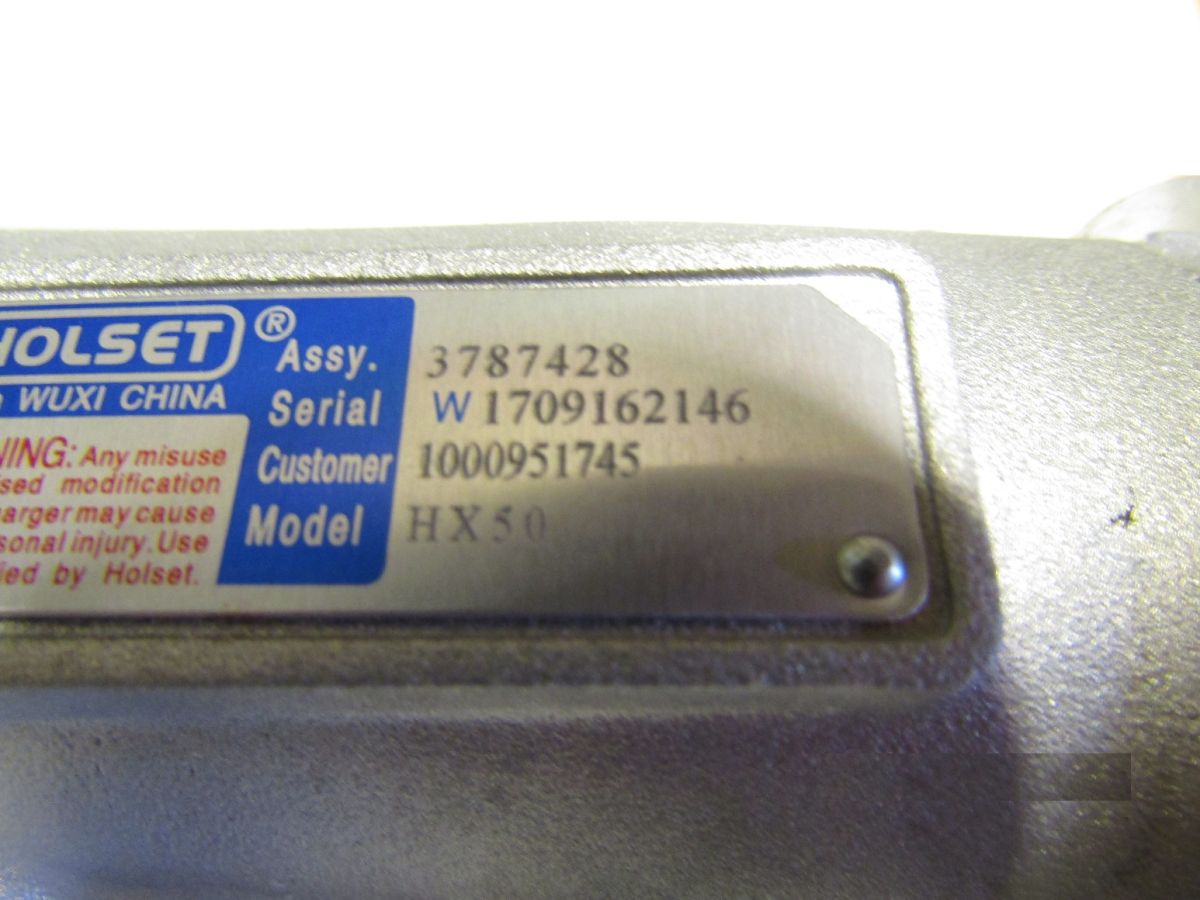 HOLSET ®
WUXI CHINA
NING: Any misuse
sed modification
arger may cause
sonal injury. Use
ied by Holset.
Assy. 3787428
Serial W 1709162146
Customer 1000951745
Model HX50